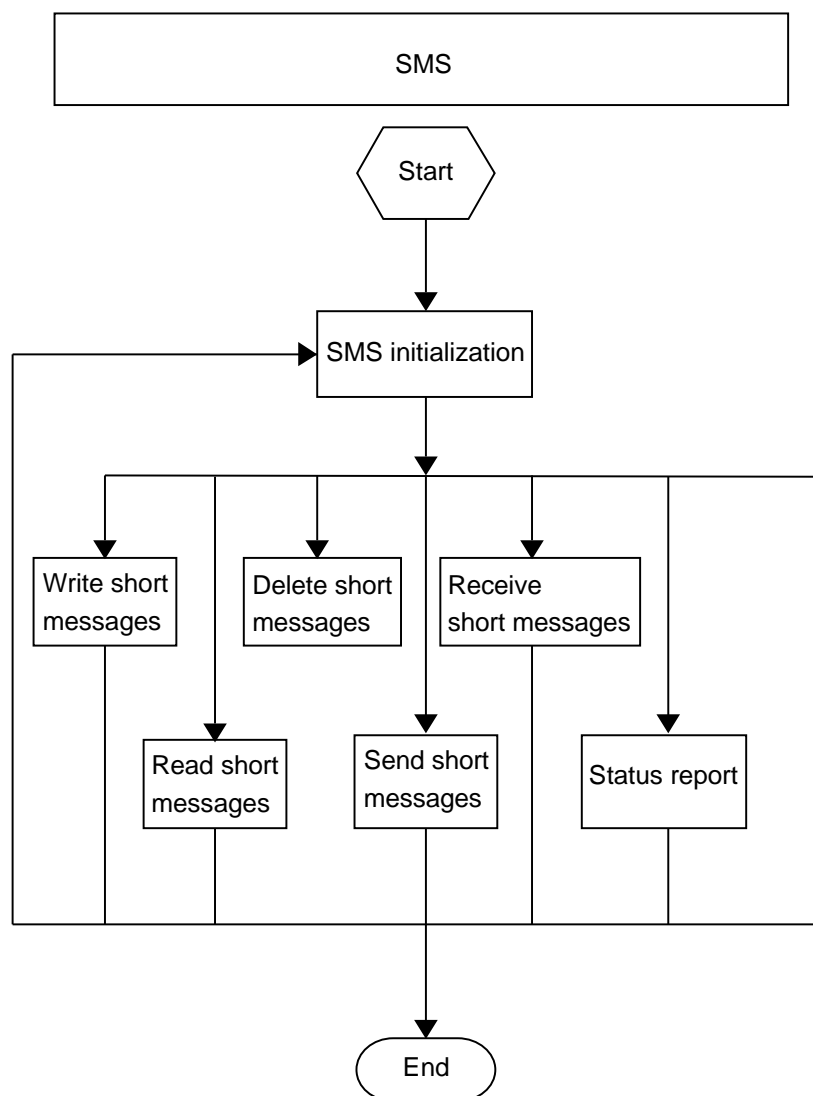 SMS
Start
SMS initialization
Write short
messages
Delete short
messages
Receive
short messages
Read short
messages
Send short
messages
Status report
End